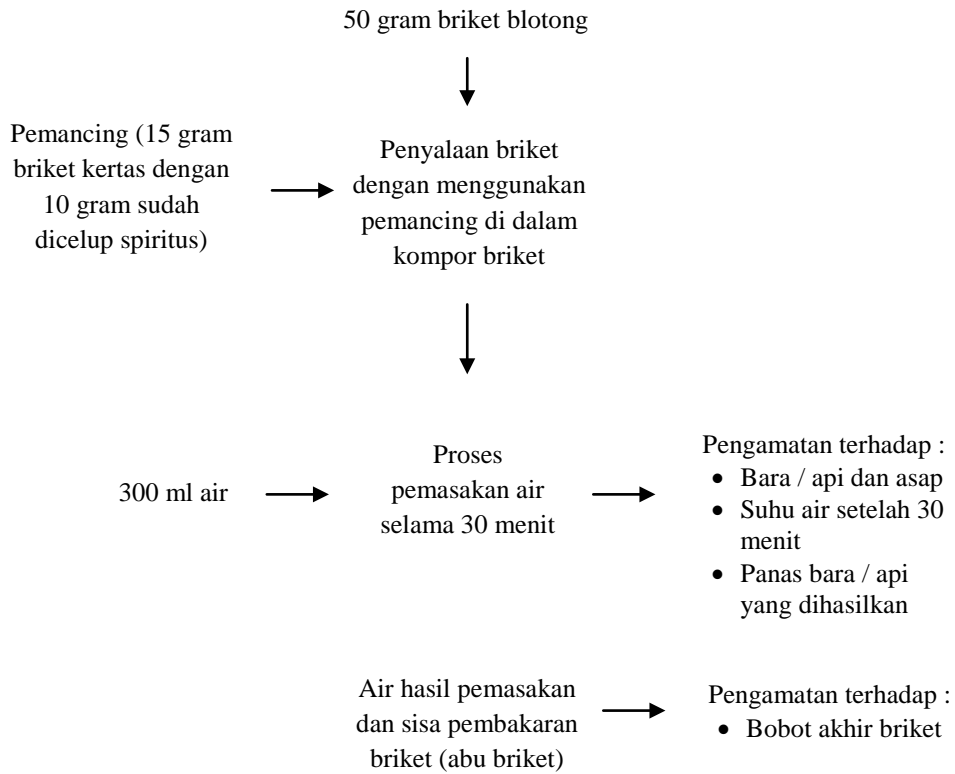 50 gram briket blotong
Pemancing (15 gram
briket kertas dengan
10 gram sudah
dicelup spiritus)
Penyalaan briket
dengan menggunakan
pemancing di dalam
kompor briket
300 ml air
Proses
pemasakan air
selama 30 menit
Pengamatan terhadap :
• Bara / api dan asap
• Suhu air setelah 30
menit
• Panas bara / api
yang dihasilkan
Air hasil pemasakan
dan sisa pembakaran
briket (abu briket)
Pengamatan terhadap :
• Bobot akhir briket